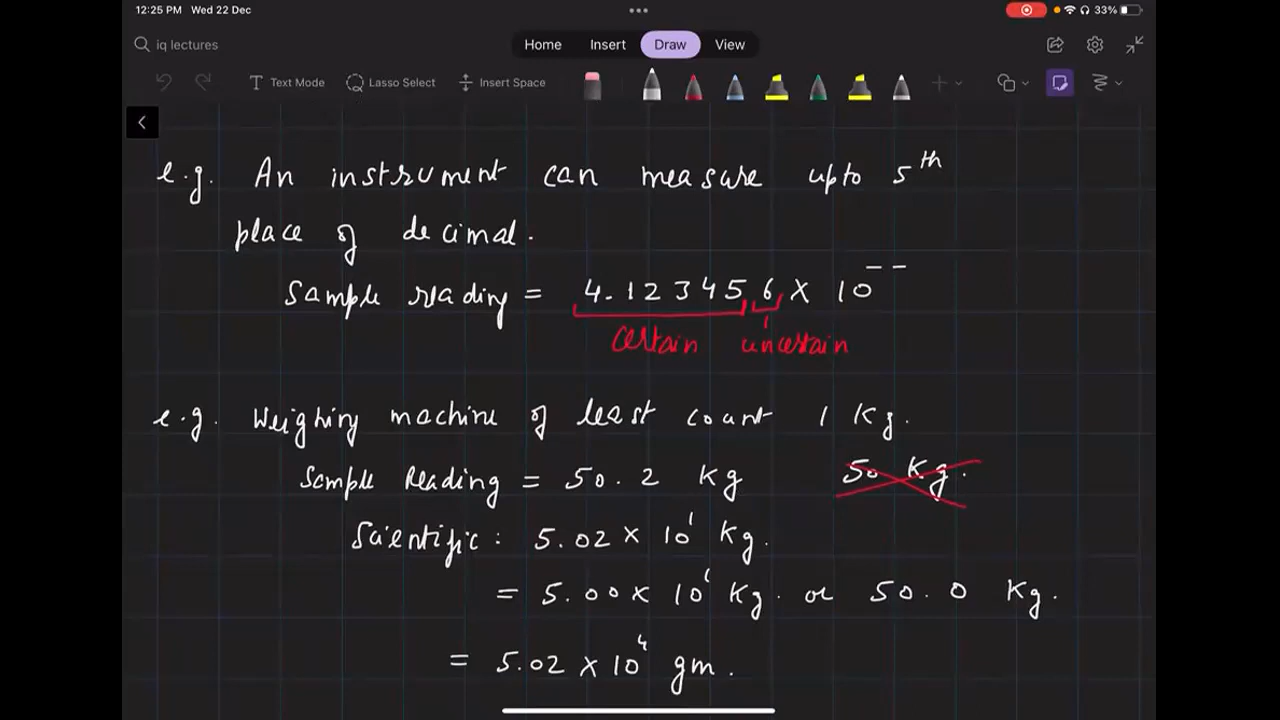 12:25 PM Wed 22 Dec
33%
iq lectures
Home Insert Draw View
Text Mode Lasso Select Insert Space
e.g. An instrument can measure upto 5th
place of decimal.
Sample reading = 4.123456 × 10⁻⁻
certain uncertain
e.g. Weighing machine of least count 1 Kg.
Sample Reading = 50.2 Kg 50 Kg.
Scientific: 5.02 × 10¹ Kg.
= 5.00 × 10¹ Kg. or 50.0 Kg.
= 5.02 × 10⁴ gm.